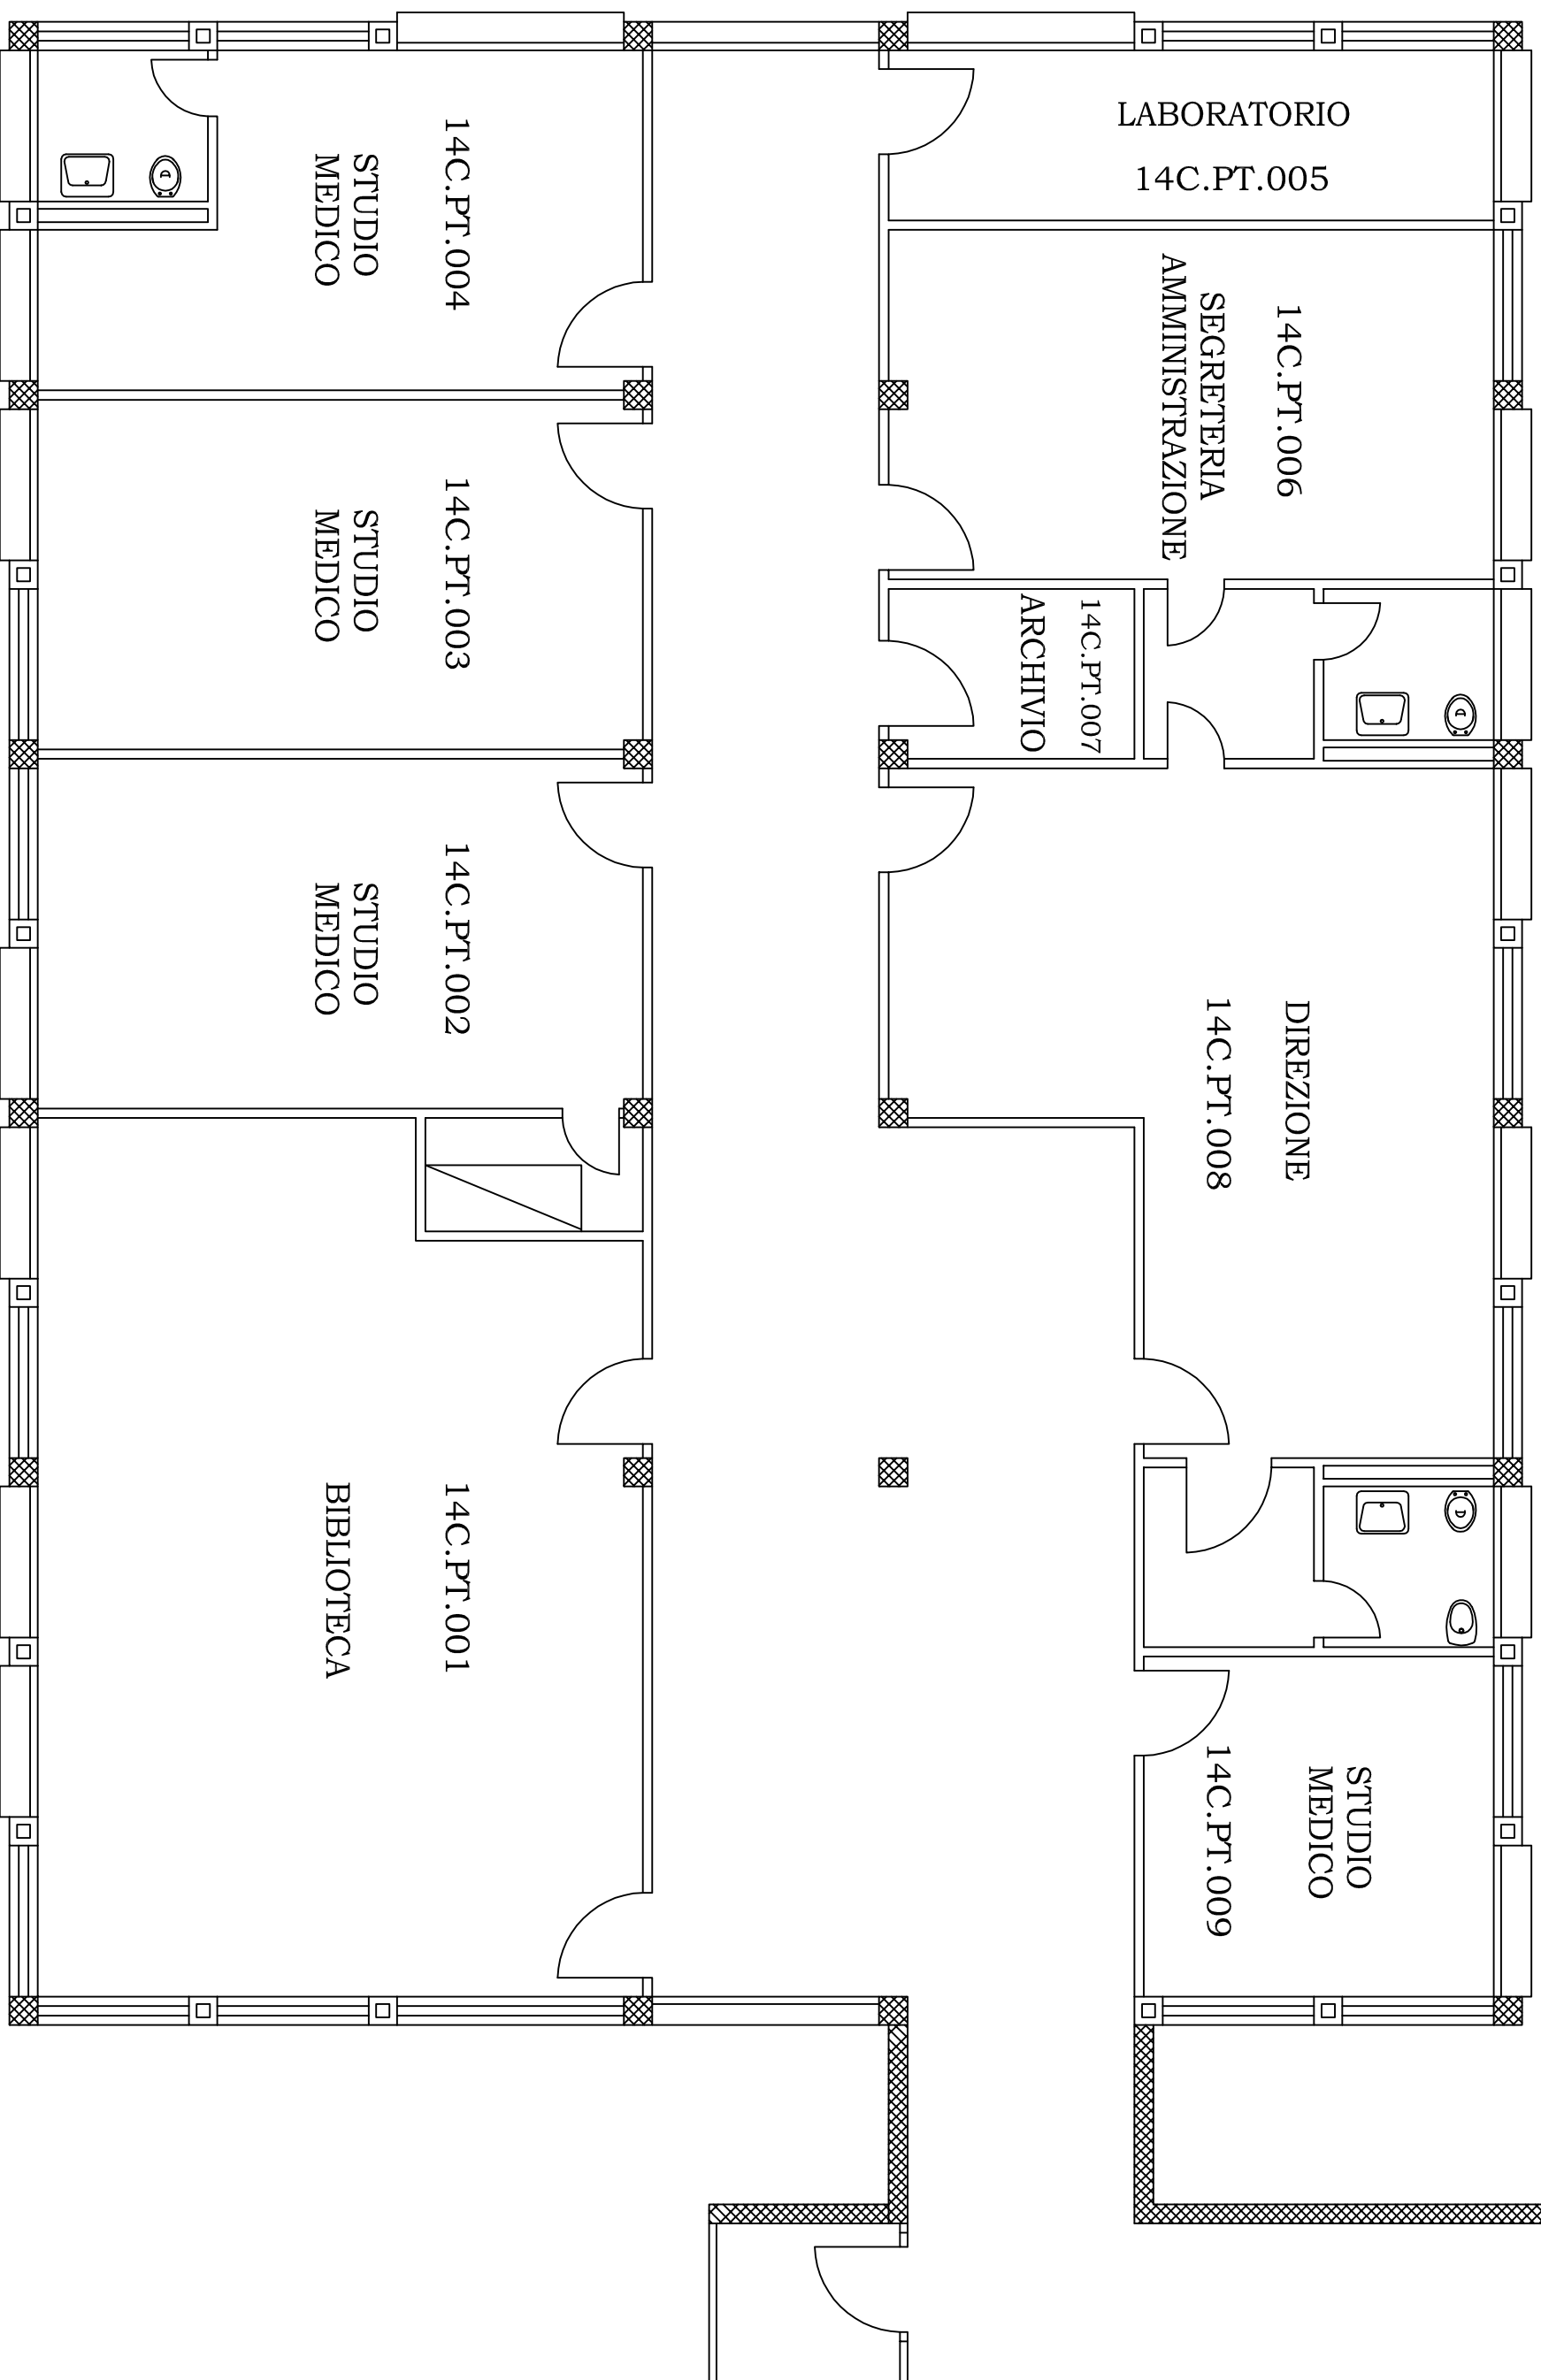 LABORATORIO
14C.PT.005
14C.PT.004
STUDIO
MEDICO
14C.PT.006
SEGRETERIA
AMMINISTRAZIONE
14C.PT.003
STUDIO
MEDICO
14C.PT.007
ARCHIVIO
14C.PT.002
STUDIO
MEDICO
DIREZIONE
14C.PT.008
14C.PT.001
BIBLIOTECA
STUDIO
MEDICO
14C.PT.009